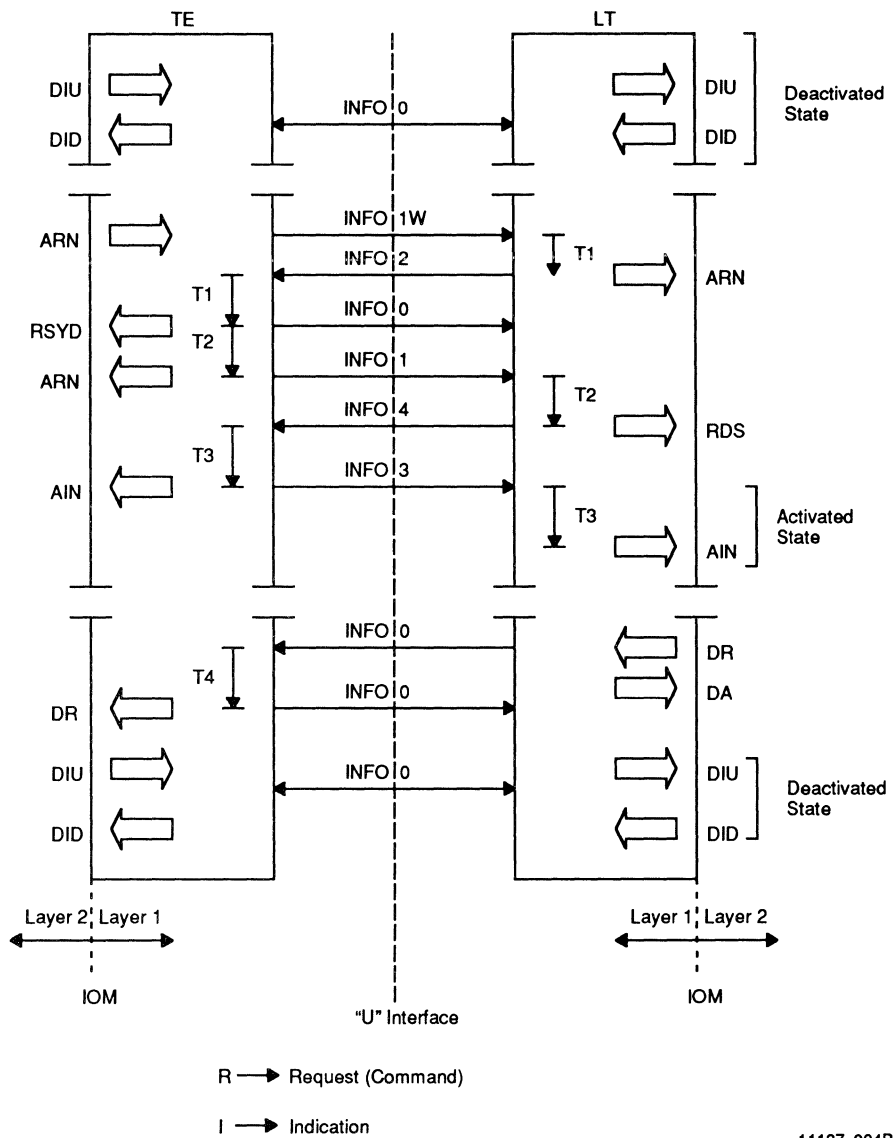 TE LT
DIU DIU
Deactivated
State
INFO 0
DID DID
INFO 1W
ARN T1
INFO 2
T1 ARN
INFO 0
RSYD
T2
INFO 1
ARN
T2
INFO 4
RDS
T3
INFO 3
AIN
T3
Activated
State
AIN
INFO 0
DR
T4
DA
INFO 0
DR
DIU DIU
INFO 0
Deactivated
State
DID DID
Layer 2 Layer 1 Layer 1 Layer 2
IOM IOM
"U" Interface
R → Request (Command)
I → Indication